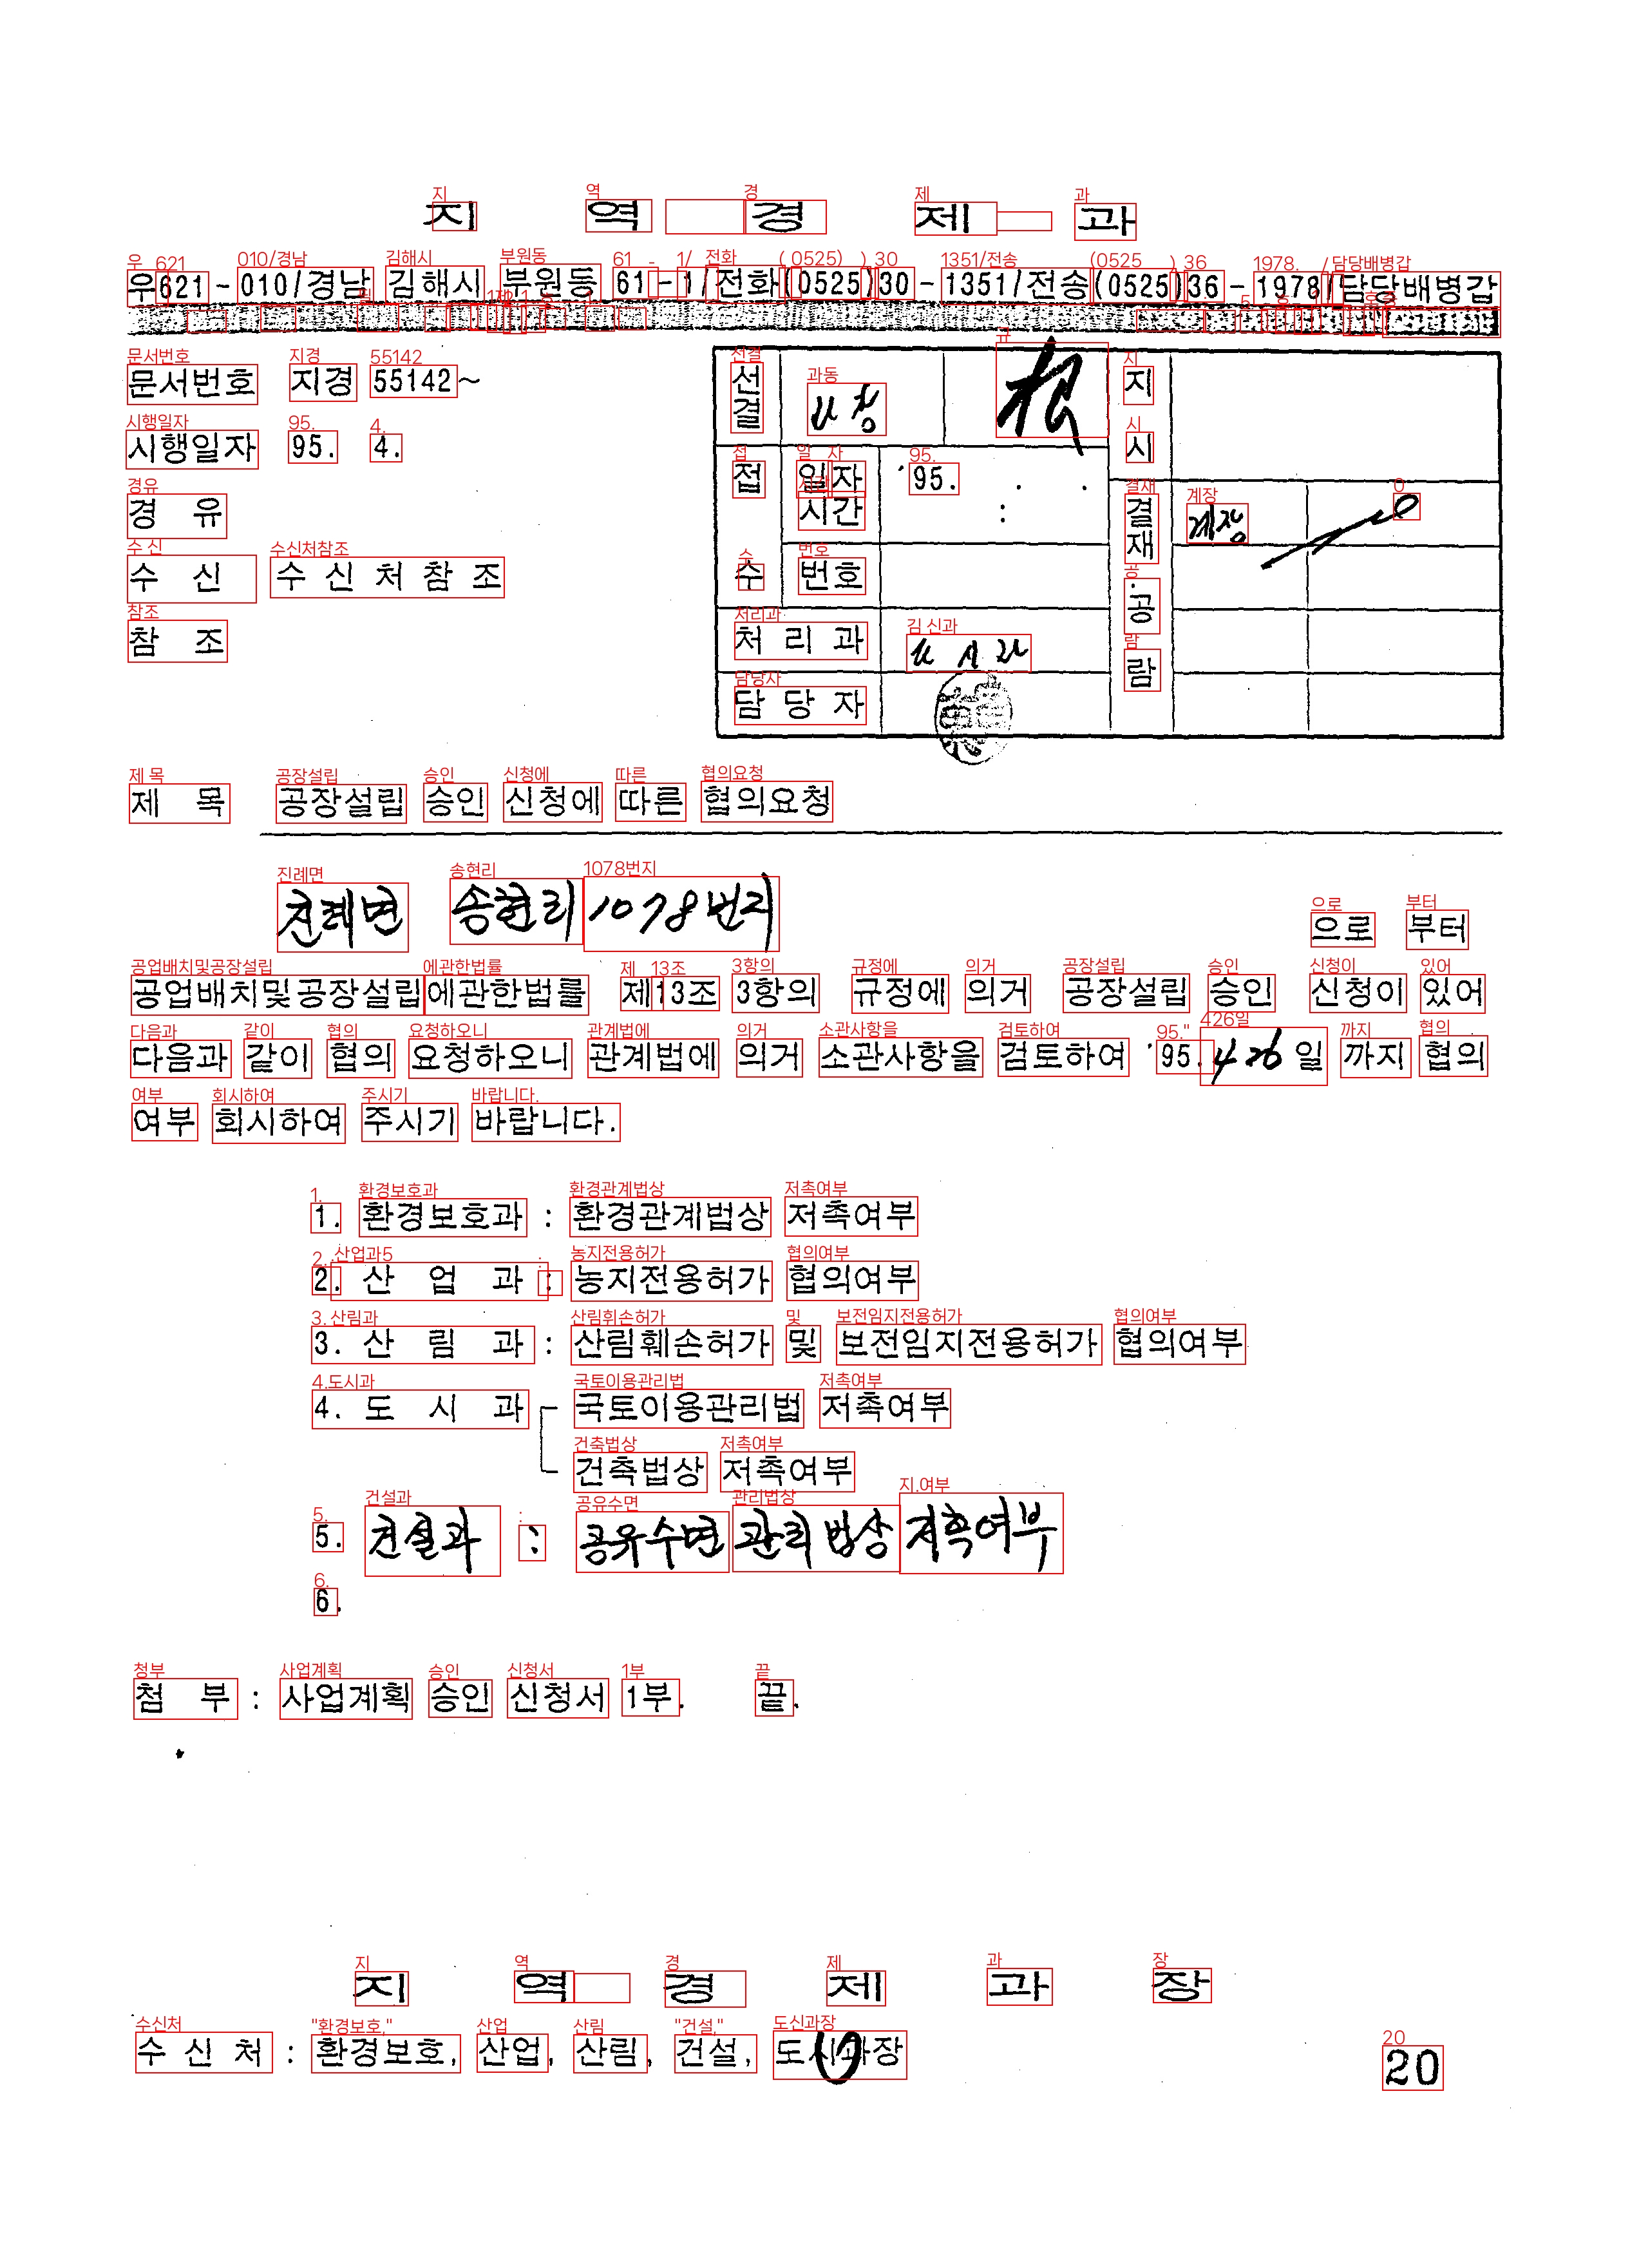 지 역 경 제 과
우621-010/경남 김해시 부원동 61-1/전화(0525)30-1351/전송(0525)36-1978/담당배병갑
문서번호 지경 55142~
시행일자 95. 4.
경 유
수 신 수 신 처 참 조
참 조
선결 지시
접수 일자 '95. . .
시간 :
번호
처 리 과
담 당 자
결재·공람 계장
제 목 공장설립 승인 신청에 따른 협의요청
진례면 송현리 1078번지 으로 부터
공업배치및공장설립에관한법률 제13조 3항의 규정에 의거 공장설립 승인 신청이 있어
다음과 같이 협의 요청하오니 관계법에 의거 소관사항을 검토하여 '95. 4. 26일 까지 협의
여부 회시하여 주시기 바랍니다.
1. 환경보호과 : 환경관계법상 저촉여부
2. 산 업 과 : 농지전용허가 협의여부
3. 산 림 과 : 산림훼손허가 및 보전임지전용허가 협의여부
4. 도 시 과 국토이용관리법 저촉여부
건축법상 저촉여부
5. 건설과 : 공유수면 관리법상 저촉여부
6.
첨 부 : 사업계획 승인 신청서 1부. 끝.
지 역 경 제 과 장
수 신 처 : 환경보호, 산업, 산림, 건설, 도시과장
20